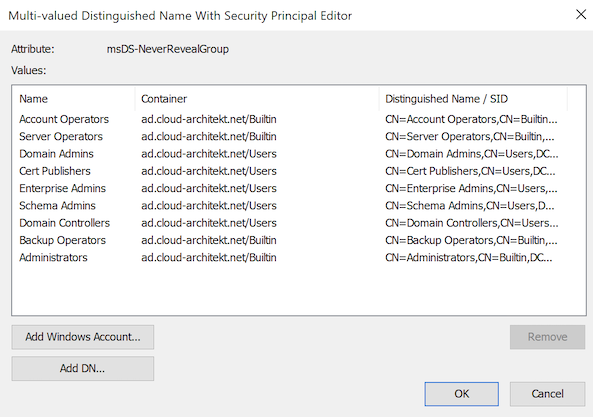 Multi-valued Distinguished Name With Security Principal Editor
Attribute: msDS-NeverRevealGroup
Values:
Name Container Distinguished Name / SID
Account Operators ad.cloud-architekt.net/Builtin CN=Account Operators,CN=Builtin...
Server Operators ad.cloud-architekt.net/Builtin CN=Server Operators,CN=Builtin,...
Domain Admins ad.cloud-architekt.net/Users CN=Domain Admins,CN=Users,DC...
Cert Publishers ad.cloud-architekt.net/Users CN=Cert Publishers,CN=Users,DC...
Enterprise Admins ad.cloud-architekt.net/Users CN=Enterprise Admins,CN=Users,...
Schema Admins ad.cloud-architekt.net/Users CN=Schema Admins,CN=Users,D...
Domain Controllers ad.cloud-architekt.net/Users CN=Domain Controllers,CN=Users...
Backup Operators ad.cloud-architekt.net/Builtin CN=Backup Operators,CN=Builtin,...
Administrators ad.cloud-architekt.net/Builtin CN=Administrators,CN=Builtin,DC...
Add Windows Account... Remove
Add DN...
OK Cancel